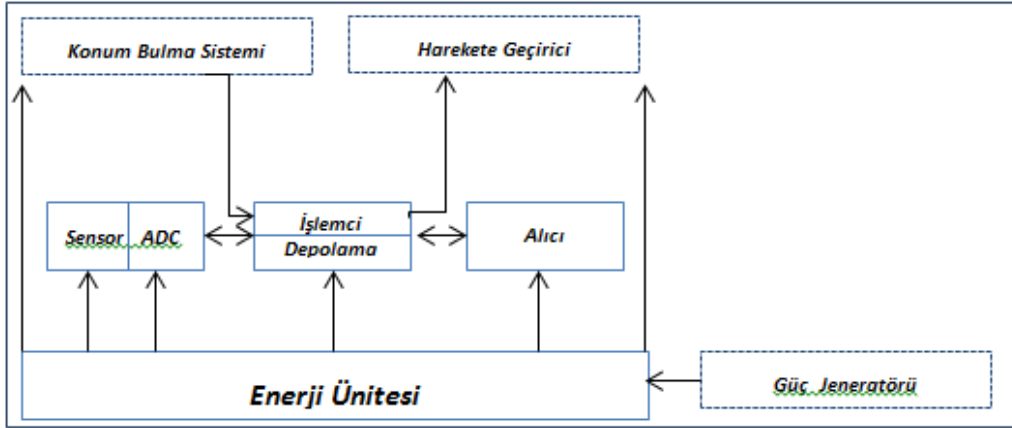 Konum Bulma Sistemi
Harekete Geçirici
Sensor
ADC
İşlemci
Depolama
Alıcı
Enerji Ünitesi
Güç Jeneratörü